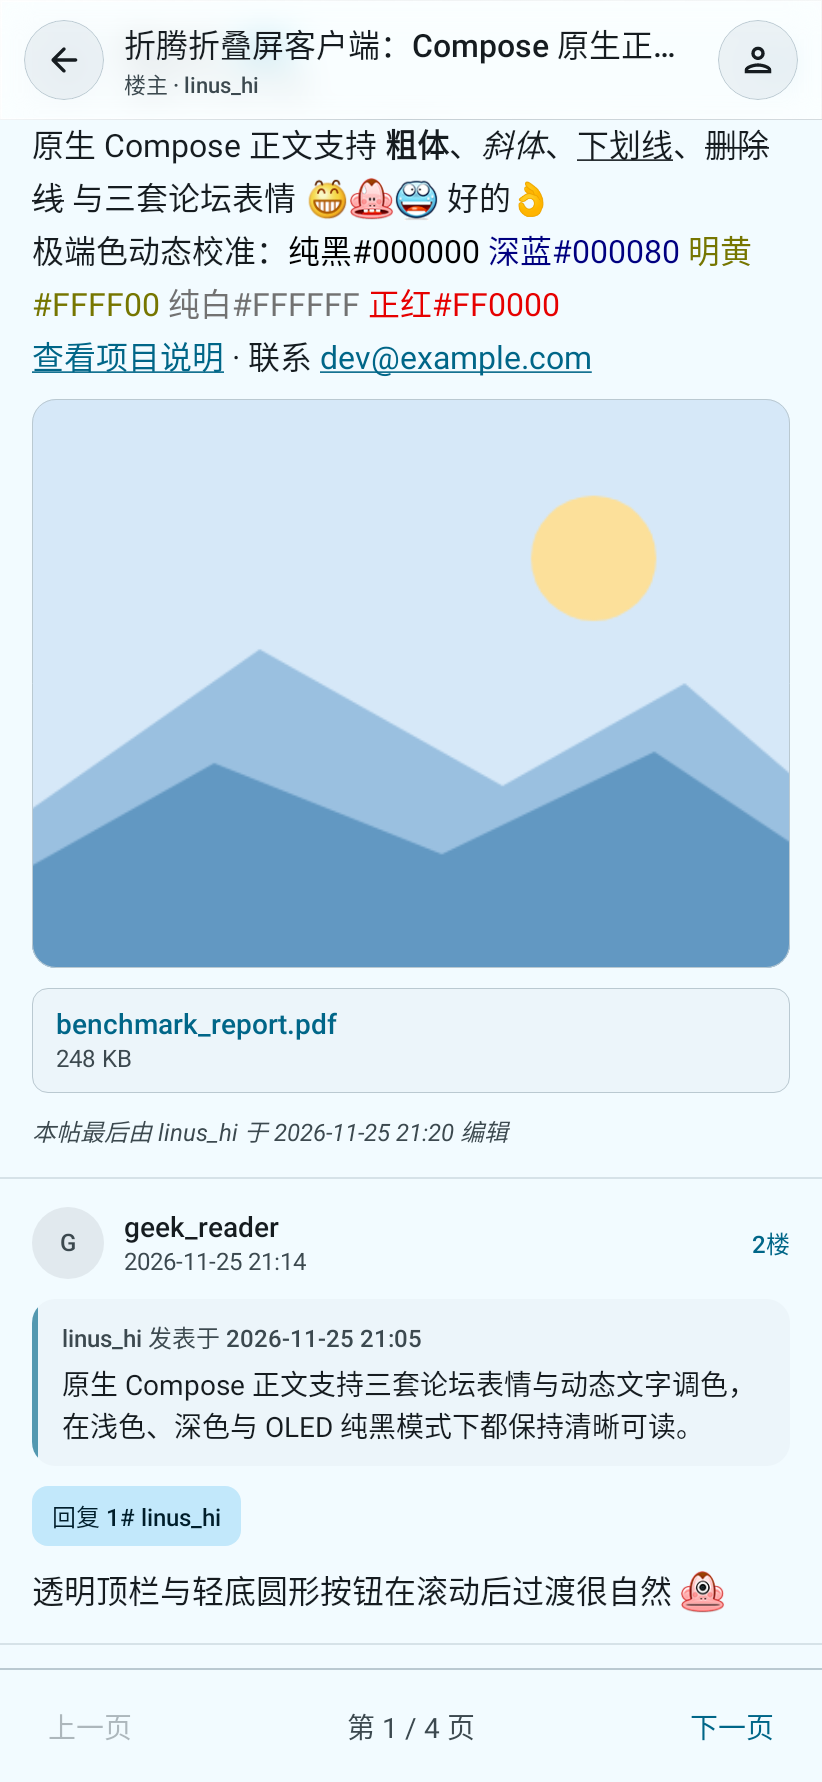 折腾折叠屏客户端：Compose 原生正…
楼主 · linus_hi
原生 Compose 正文支持 粗体、斜体、下划线、删除
线 与三套论坛表情 😁 好的👌
极端色动态校准：纯黑#000000 深蓝#000080 明黄
#FFFF00 纯白#FFFFFF 正红#FF0000
查看项目说明 · 联系 dev@example.com
benchmark_report.pdf
248 KB
本帖最后由 linus_hi 于 2026-11-25 21:20 编辑
G
geek_reader
2026-11-25 21:14
2楼
linus_hi 发表于 2026-11-25 21:05
原生 Compose 正文支持三套论坛表情与动态文字调色，
在浅色、深色与 OLED 纯黑模式下都保持清晰可读。
回复 1# linus_hi
透明顶栏与轻底圆形按钮在滚动后过渡很自然
上一页
第 1 / 4 页
下一页